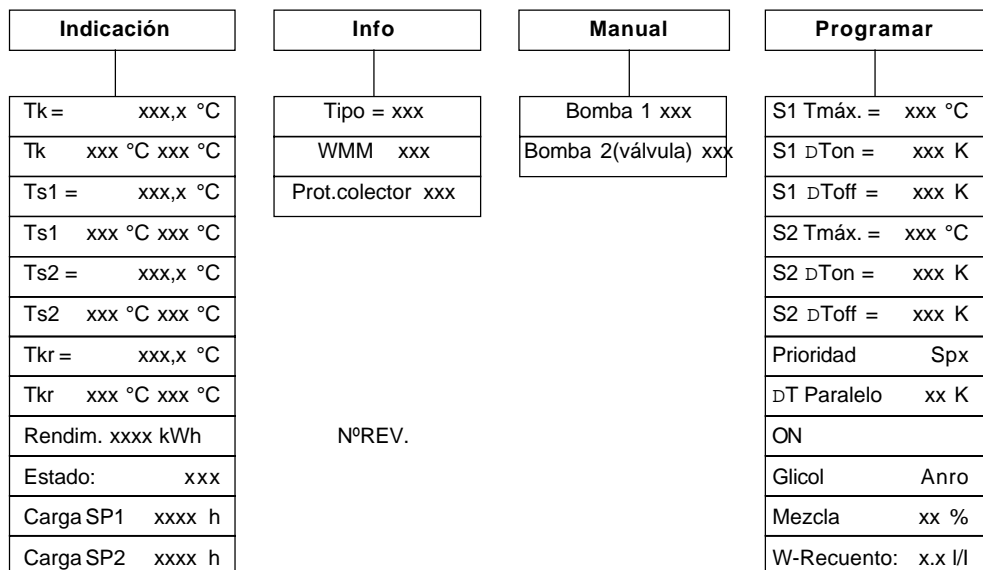 Indicación
Tk = xxx,x °C
Tk xxx °C xxx °C
Ts1 = xxx,x °C
Ts1 xxx °C xxx °C
Ts2 = xxx,x °C
Ts2 xxx °C xxx °C
Tkr = xxx,x °C
Tkr xxx °C xxx °C
Rendim. xxxx kWh
Estado: xxx
Carga SP1 xxxx h
Carga SP2 xxxx h
Info
Tipo = xxx
WMM xxx
Prot.colector xxx
NºREV.
Manual
Bomba 1 xxx
Bomba 2(válvula) xxx
Programar
S1 Tmáx. = xxx °C
S1 DTon = xxx K
S1 DToff = xxx K
S2 Tmáx. = xxx °C
S2 DTon = xxx K
S2 DToff = xxx K
Prioridad Spx
DT Paralelo xx K
ON
Glicol Anro
Mezcla xx %
W-Recuento: x.x l/l